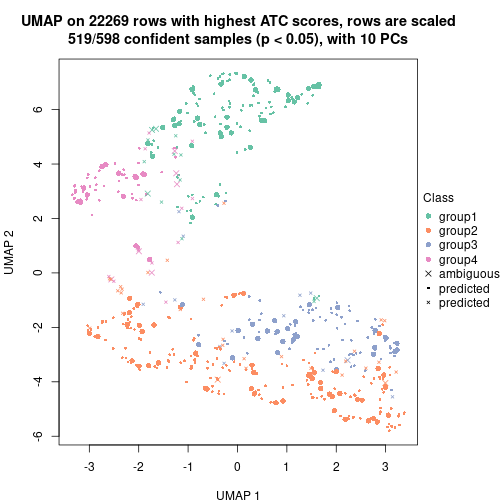 UMAP on 22269 rows with highest ATC scores, rows are scaled
519/598 confident samples (p < 0.05), with 10 PCs
UMAP 2
6
4
2
0
-2
-4
-6
-3
-2
-1
0
1
2
3
UMAP 1
Class
group1
group2
group3
group4
ambiguous
predicted
predicted